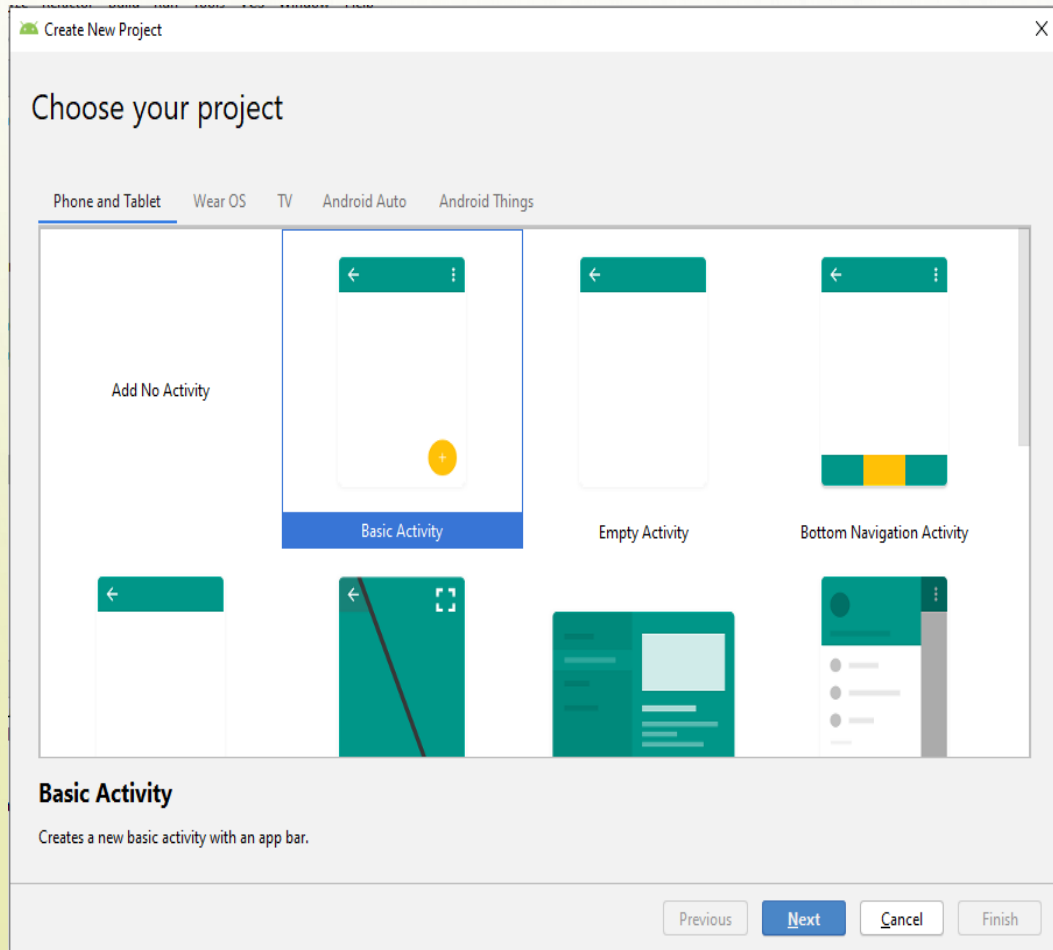 Create New Project
X
Choose your project
Phone and Tablet Wear OS TV Android Auto Android Things
Add No Activity
Basic Activity
Empty Activity
Bottom Navigation Activity
Basic Activity
Creates a new basic activity with an app bar.
Previous Next Cancel Finish